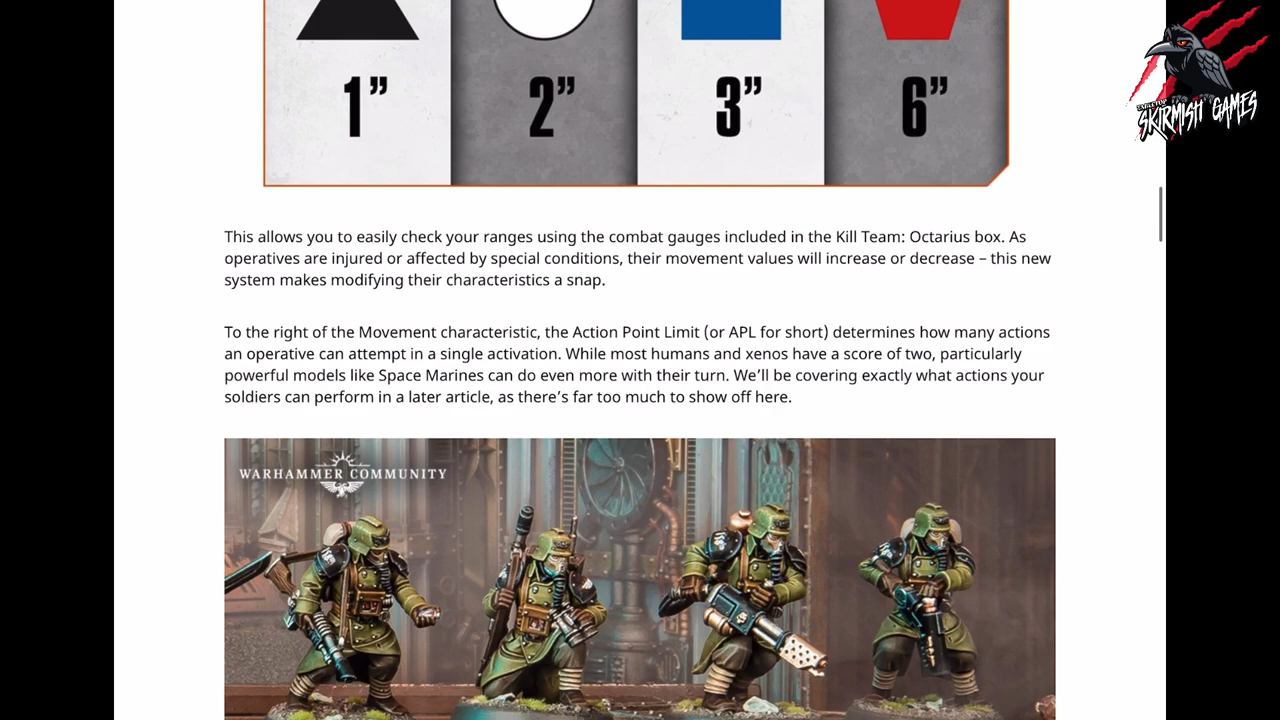 1” 2” 3” 6”
TABLETOP
SKIRMISH GAMES
This allows you to easily check your ranges using the combat gauges included in the Kill Team: Octarius box. As
operatives are injured or affected by special conditions, their movement values will increase or decrease – this new
system makes modifying their characteristics a snap.
To the right of the Movement characteristic, the Action Point Limit (or APL for short) determines how many actions
an operative can attempt in a single activation. While most humans and xenos have a score of two, particularly
powerful models like Space Marines can do even more with their turn. We’ll be covering exactly what actions your
soldiers can perform in a later article, as there’s far too much to show off here.
WARHAMMER COMMUNITY